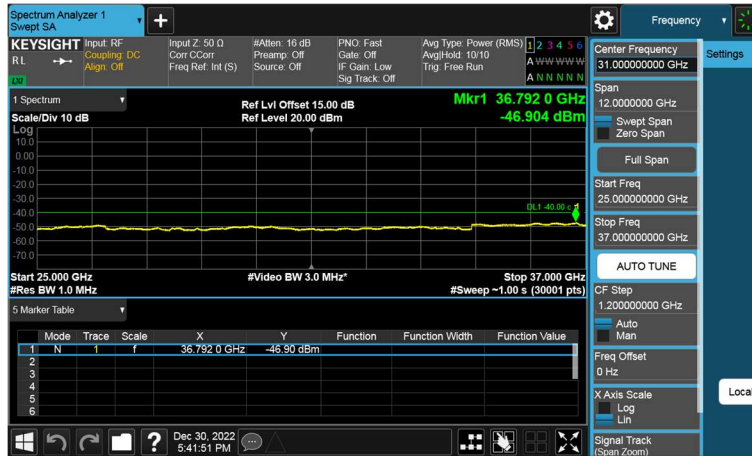 Spectrum Analyzer 1
Swept SA
Frequency
KEYSIGHT
RL
LXI
Input: RF
Coupling: DC
Align: Off
Input Z: 50 Ω
Corr CCorr
Freq Ref: Int (S)
#Atten: 16 dB
Preamp: Off
Source: Off
PNO: Fast
Gate: Off
IF Gain: Low
Sig Track: Off
Avg Type: Power (RMS)
Avg|Hold: 10/10
Trig: Free Run
1 2 3 4 5 6
A W W W W W
A N N N N N
1 Spectrum
Scale/Div 10 dB
Ref Lvl Offset 15.00 dB
Ref Level 20.00 dBm
Mkr1 36.792 0 GHz
-46.904 dBm
Log
10.0
0.00
-10.0
-20.0
-30.0
-40.0
-50.0
-60.0
-70.0
DL1 -40.00
1
Start 25.000 GHz
#Res BW 1.0 MHz
#Video BW 3.0 MHz*
Stop 37.000 GHz
#Sweep ~1.00 s (30001 pts)
5 Marker Table
Mode Trace Scale X Y Function Function Width Function Value
1 N 1 f 36.792 0 GHz -46.90 dBm
2
3
4
5
6
Dec 30, 2022
5:41:51 PM
Center Frequency
31.000000000 GHz
Settings
Span
12.0000000 GHz
Swept Span
Zero Span
Full Span
Start Freq
25.000000000 GHz
Stop Freq
37.000000000 GHz
AUTO TUNE
CF Step
1.200000000 GHz
Auto
Man
Freq Offset
0 Hz
X Axis Scale
Log
Lin
Local
Signal Track
(Span Zoom)